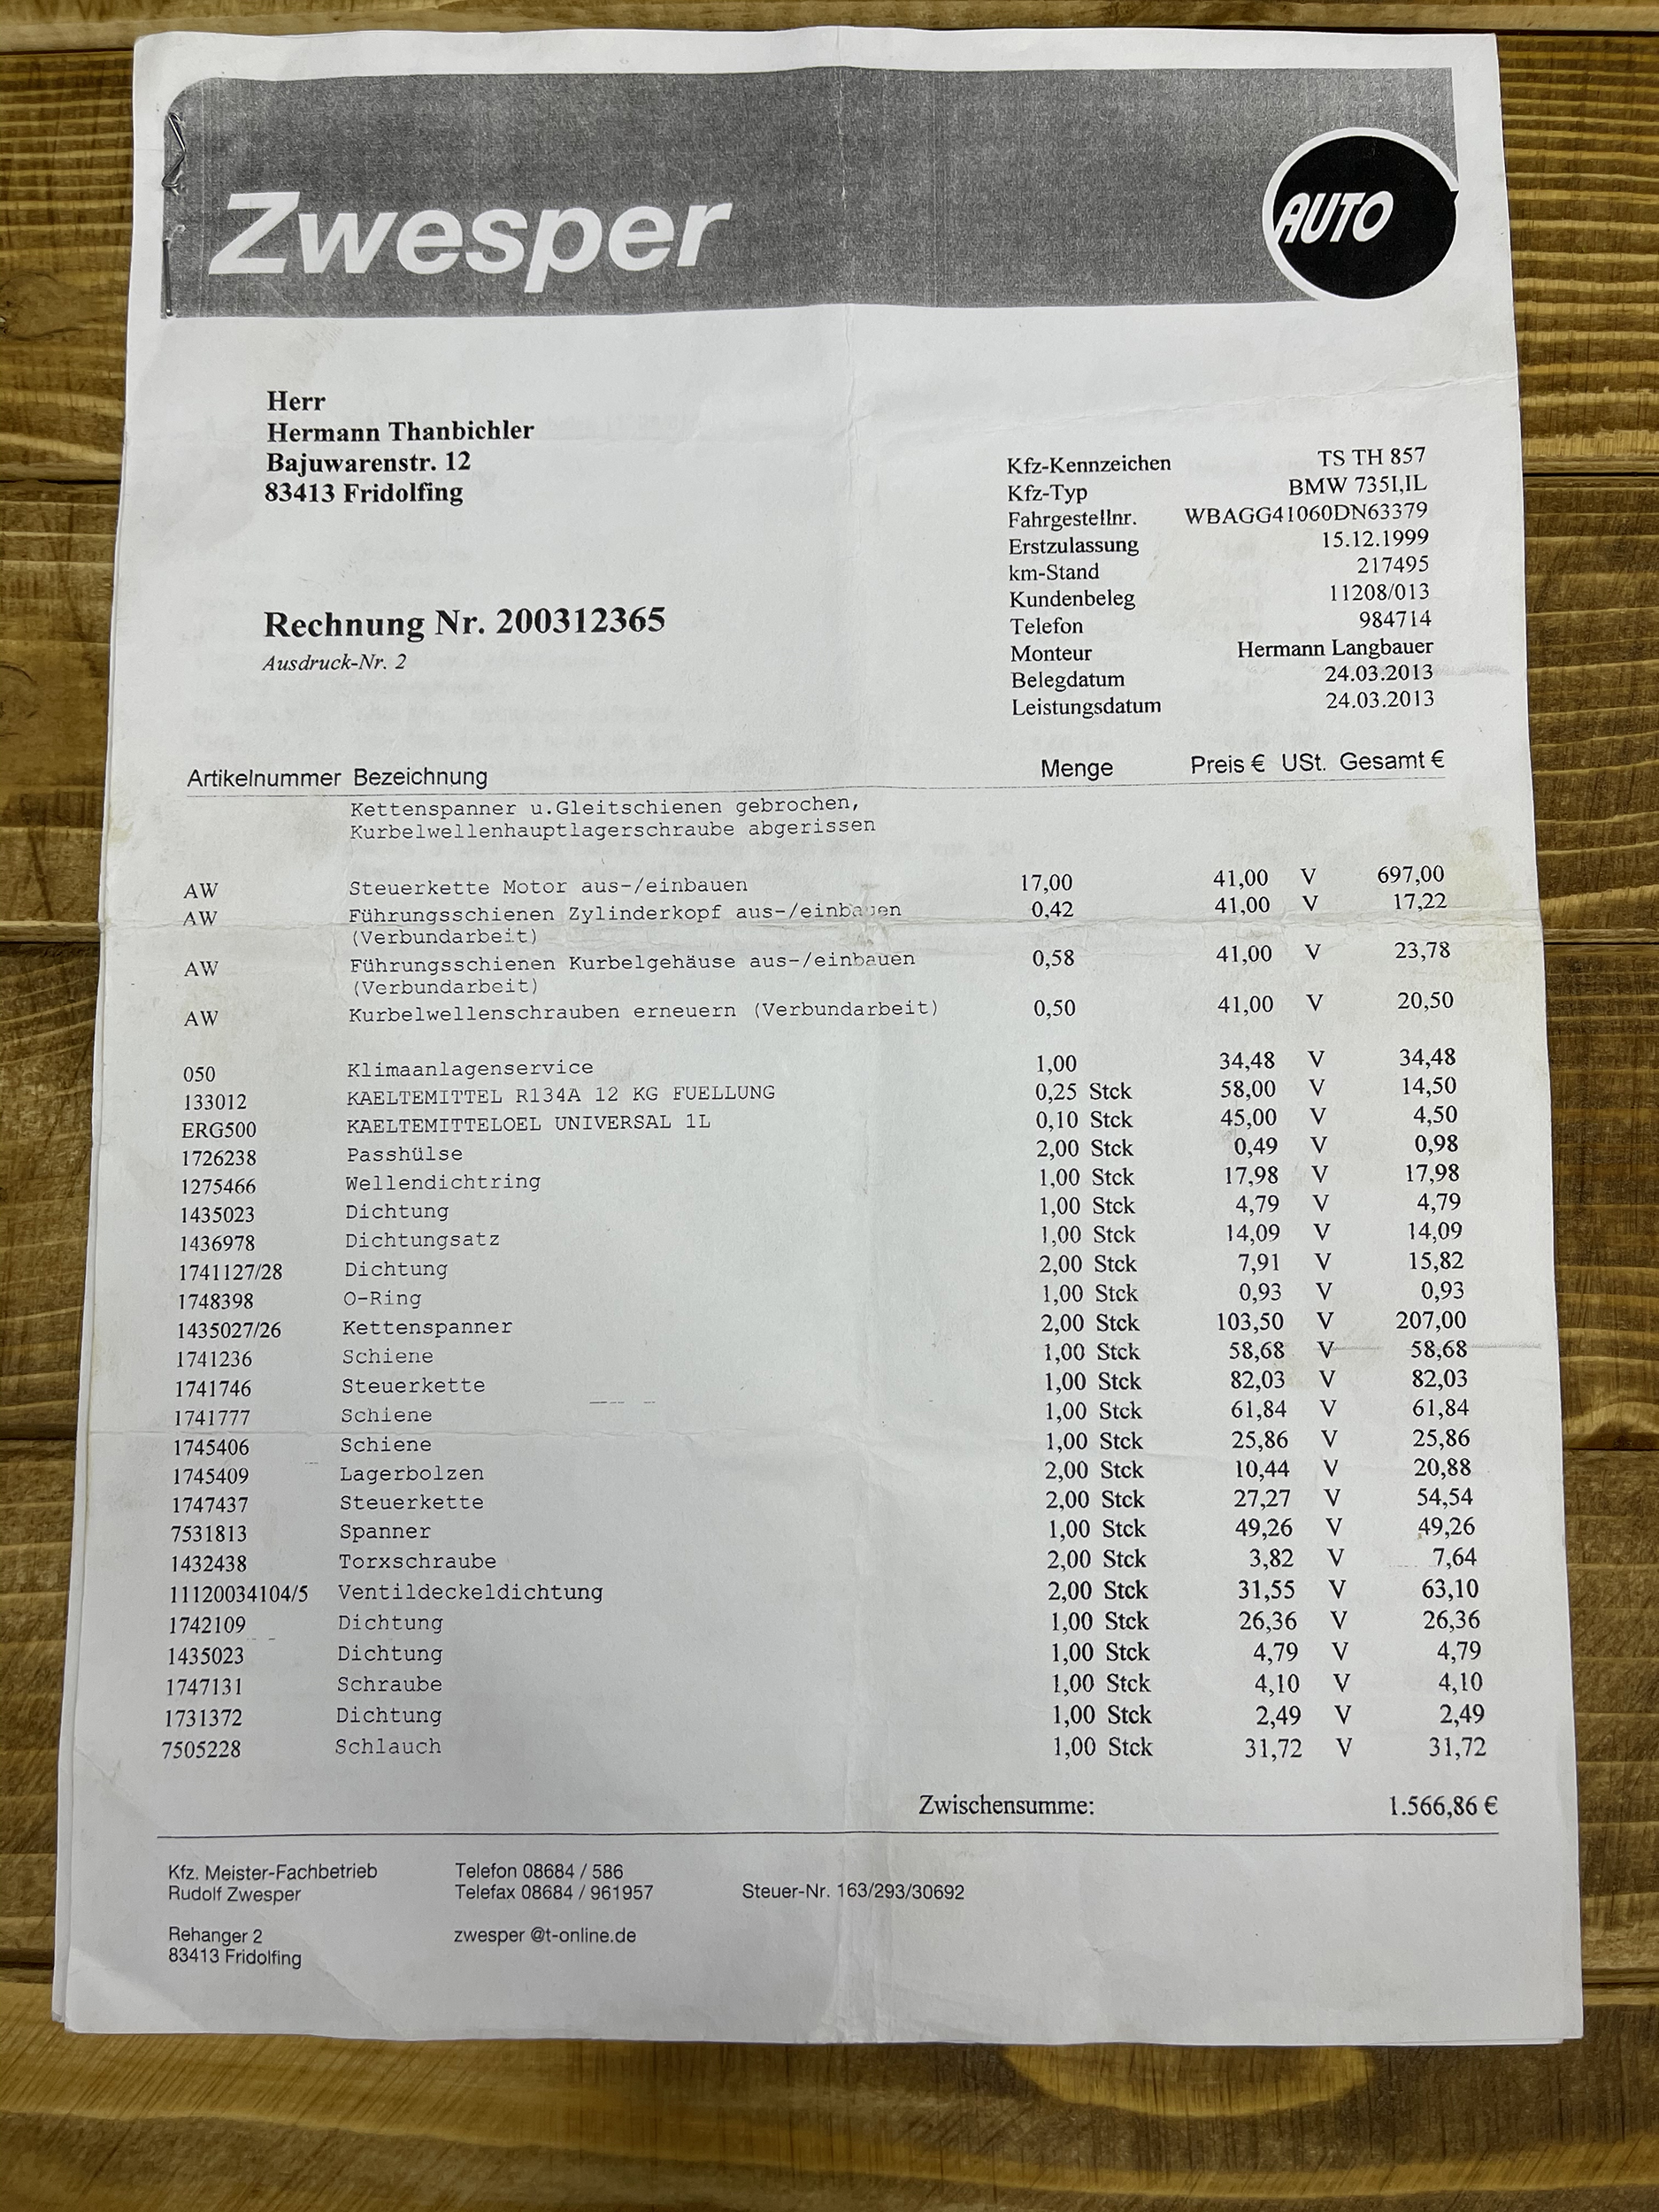 Zwesper
AUTO
Herr
Hermann Thanbichler
Bajuwarenstr. 12
83413 Fridolfing
Kfz-Kennzeichen TS TH 857
Kfz-Typ BMW 735I,IL
Fahrgestellnr. WBAGG41060DN63379
Erstzulassung 15.12.1999
km-Stand 217495
Kundenbeleg 11208/013
Telefon 984714
Monteur Hermann Langbauer
Belegdatum 24.03.2013
Leistungsdatum 24.03.2013
Rechnung Nr. 200312365
Ausdruck-Nr. 2
Artikelnummer Bezeichnung Menge Preis € USt. Gesamt €
Kettenspanner u.Gleitschienen gebrochen,
Kurbelwellenhauptlagerschraube abgerissen
AW Steuerkette Motor aus-/einbauen 17,00 41,00 V 697,00
AW Führungsschienen Zylinderkopf aus-/einbauen 0,42 41,00 V 17,22
(Verbundarbeit)
AW Führungsschienen Kurbelgehäuse aus-/einbauen 0,58 41,00 V 23,78
(Verbundarbeit)
AW Kurbelwellenschrauben erneuern (Verbundarbeit) 0,50 41,00 V 20,50
050 Klimaanlagenservice 1,00 34,48 V 34,48
133012 KAELTEMITTEL R134A 12 KG FUELLUNG 0,25 Stck 58,00 V 14,50
ERG500 KAELTEMITTELOEL UNIVERSAL 1L 0,10 Stck 45,00 V 4,50
1726238 Passhülse 2,00 Stck 0,49 V 0,98
1275466 Wellendichtring 1,00 Stck 17,98 V 17,98
1435023 Dichtung 1,00 Stck 4,79 V 4,79
1436978 Dichtungsatz 1,00 Stck 14,09 V 14,09
1741127/28 Dichtung 2,00 Stck 7,91 V 15,82
1748398 O-Ring 1,00 Stck 0,93 V 0,93
1435027/26 Kettenspanner 2,00 Stck 103,50 V 207,00
1741236 Schiene 1,00 Stck 58,68 V 58,68
1741746 Steuerkette 1,00 Stck 82,03 V 82,03
1741777 Schiene 1,00 Stck 61,84 V 61,84
1745406 Schiene 1,00 Stck 25,86 V 25,86
1745409 Lagerbolzen 2,00 Stck 10,44 V 20,88
1747437 Steuerkette 2,00 Stck 27,27 V 54,54
7531813 Spanner 1,00 Stck 49,26 V 49,26
1432438 Torxschraube 2,00 Stck 3,82 V 7,64
11120034104/5 Ventildeckeldichtung 2,00 Stck 31,55 V 63,10
1742109 Dichtung 1,00 Stck 26,36 V 26,36
1435023 Dichtung 1,00 Stck 4,79 V 4,79
1747131 Schraube 1,00 Stck 4,10 V 4,10
1731372 Dichtung 1,00 Stck 2,49 V 2,49
7505228 Schlauch 1,00 Stck 31,72 V 31,72
Zwischensumme: 1.566,86 €
Kfz. Meister-Fachbetrieb Telefon 08684 / 586
Rudolf Zwesper Telefax 08684 / 961957 Steuer-Nr. 163/293/30692
Rehanger 2 zwesper @t-online.de
83413 Fridolfing